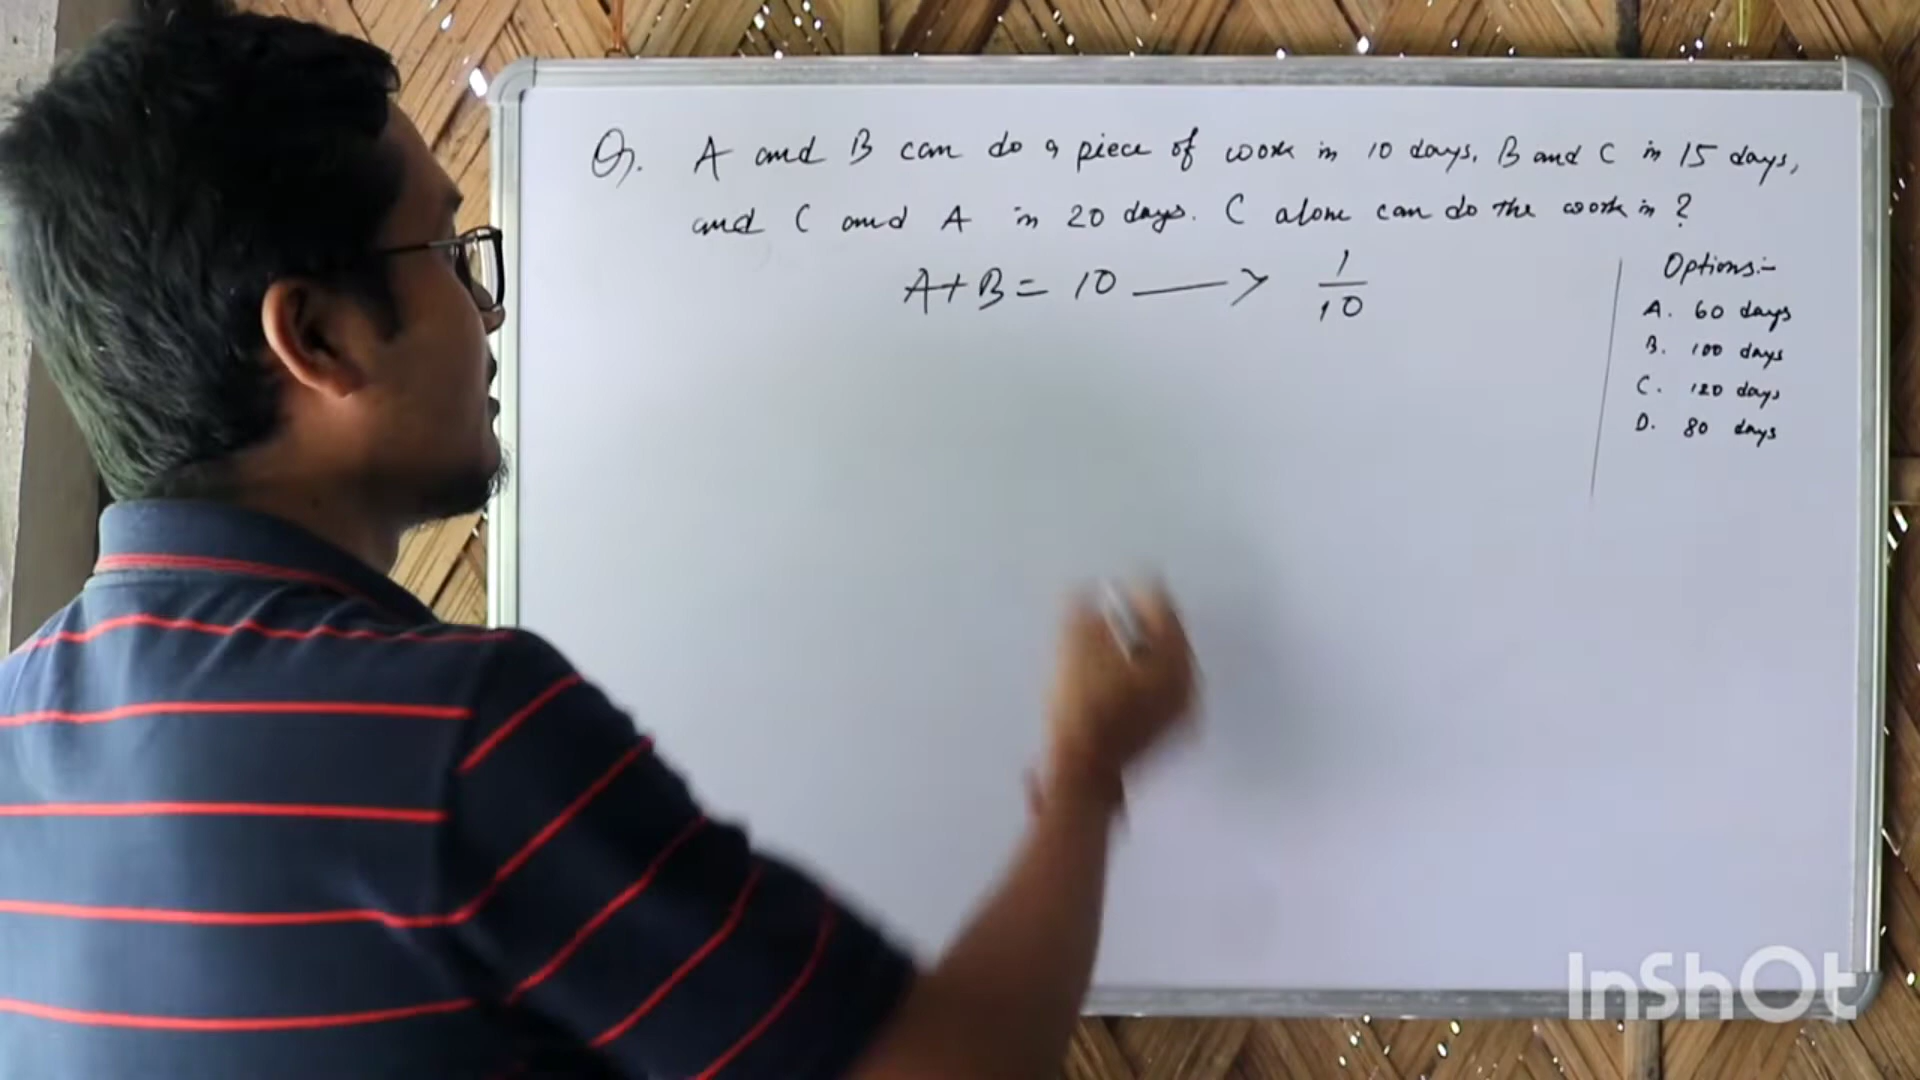 Q. A and B can do a piece of work in 10 days, B and C in 15 days,
and C and A in 20 days. C alone can do the work in ?
A+B = 10 —> 1/10
Options:-
A. 60 days
B. 100 days
C. 120 days
D. 80 days
InShOt